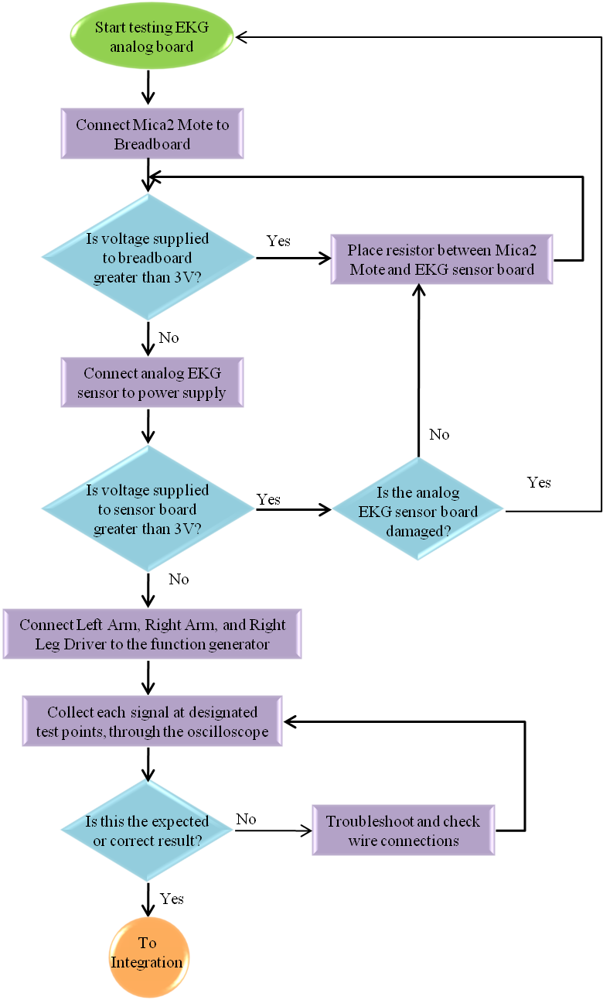 Start testing EKG
analog board
Connect Mica2 Mote to
Breadboard
Is voltage supplied
to breadboard
greater than 3V?
Yes
Place resistor between Mica2
Mote and EKG sensor board
No
Connect analog EKG
sensor to power supply
No
Is voltage supplied
to sensor board
greater than 3V?
Yes
Is the analog
EKG sensor board
damaged?
Yes
No
Connect Left Arm, Right Arm, and Right
Leg Driver to the function generator
Collect each signal at designated
test points, through the oscilloscope
Is this the expected
or correct result?
No
Troubleshoot and check
wire connections
Yes
To
Integration